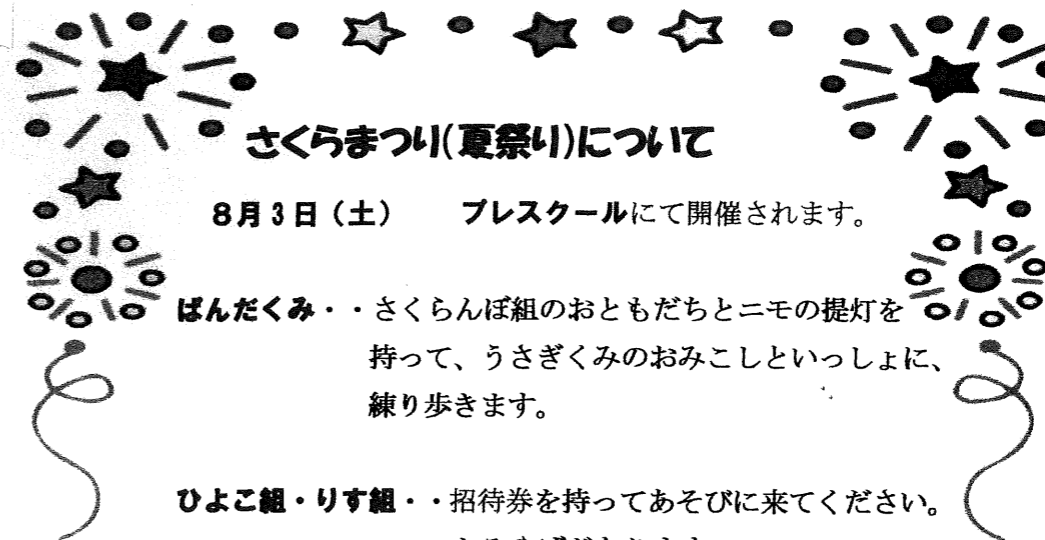 さくらまつり(夏祭り)について
8月3日(土) プレスクールにて開催されます。
ぱんだくみ・・さくらんぼ組のおともだちとニモの提灯を
持って、うさぎくみのおみこしといっしょに、
練り歩きます。
ひよこ組・りす組・・招待券を持ってあそびに来てください。